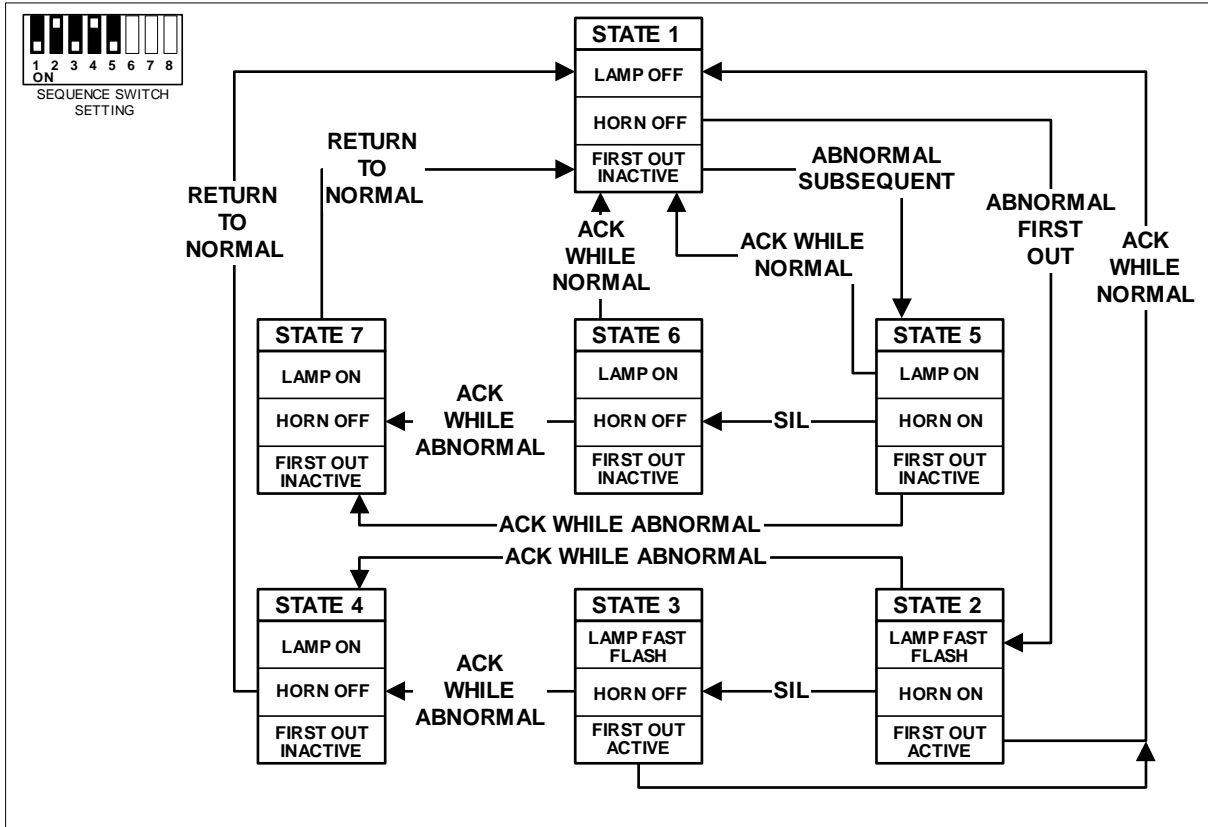 1 2 3 4 5 6 7 8
ON
SEQUENCE SWITCH
SETTING
STATE 1
LAMP OFF
HORN OFF
FIRST OUT
INACTIVE
RETURN
TO
NORMAL
RETURN
TO
NORMAL
ABNORMAL
SUBSEQUENT
ABNORMAL
FIRST
OUT
ACK
WHILE
NORMAL
ACK
WHILE
NORMAL
ACK WHILE
NORMAL
STATE 7
LAMP ON
HORN OFF
FIRST OUT
INACTIVE
ACK
WHILE
ABNORMAL
STATE 6
LAMP ON
HORN OFF
FIRST OUT
INACTIVE
SIL
STATE 5
LAMP ON
HORN ON
FIRST OUT
INACTIVE
ACK WHILE ABNORMAL
ACK WHILE ABNORMAL
STATE 4
LAMP ON
HORN OFF
FIRST OUT
INACTIVE
ACK
WHILE
ABNORMAL
STATE 3
LAMP FAST
FLASH
HORN OFF
FIRST OUT
ACTIVE
SIL
STATE 2
LAMP FAST
FLASH
HORN ON
FIRST OUT
ACTIVE